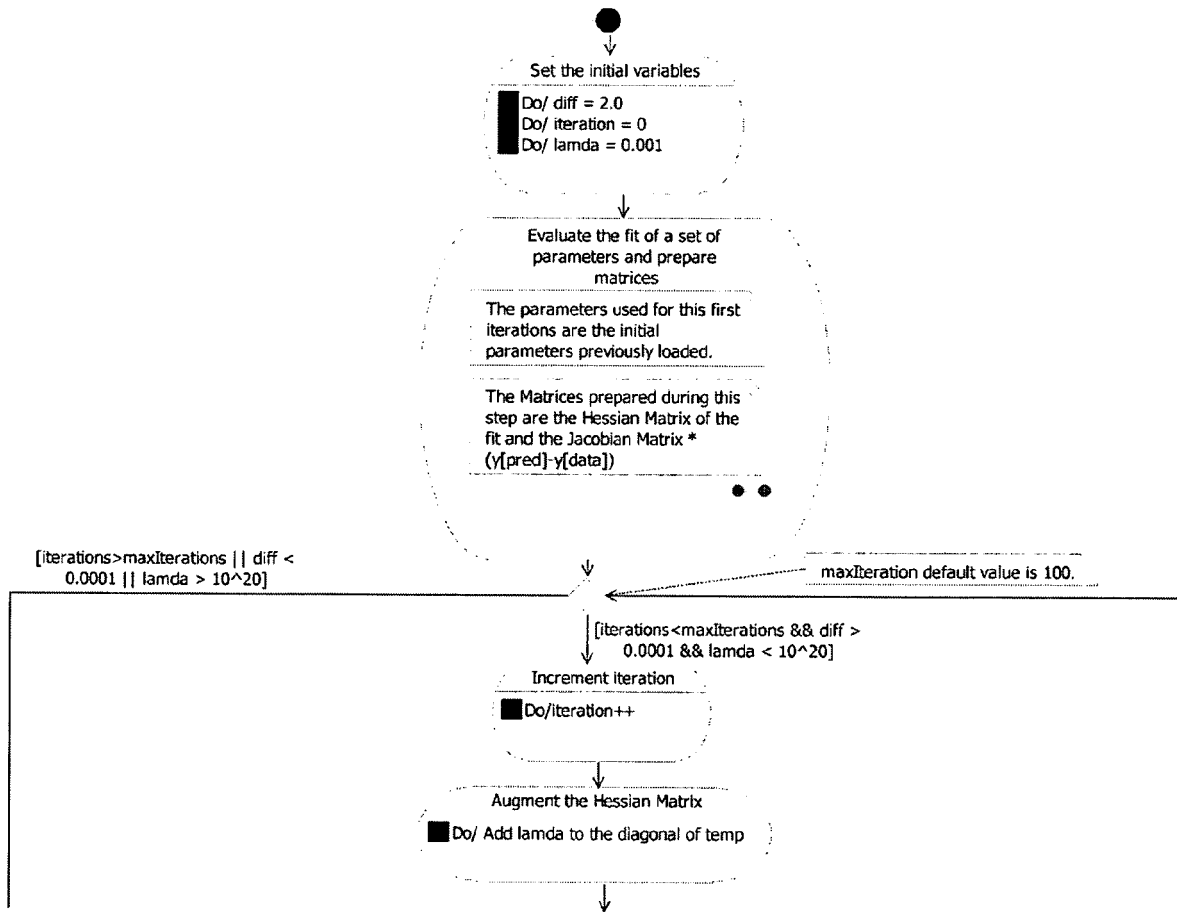 Set the initial variables
Do/ diff = 2.0
Do/ iteration = 0
Do/ lamda = 0.001
Evaluate the fit of a set of
parameters and prepare
matrices
The parameters used for this first
iterations are the initial
parameters previously loaded.
The Matrices prepared during this
step are the Hessian Matrix of the
fit and the Jacobian Matrix *
(y[pred]-y[data])
[iterations>maxIterations || diff <
0.0001 || lamda > 10^20]
maxIteration default value is 100.
[iterations<maxIterations && diff >
0.0001 && lamda < 10^20]
Increment iteration
Do/iteration++
Augment the Hessian Matrix
Do/ Add lamda to the diagonal of temp